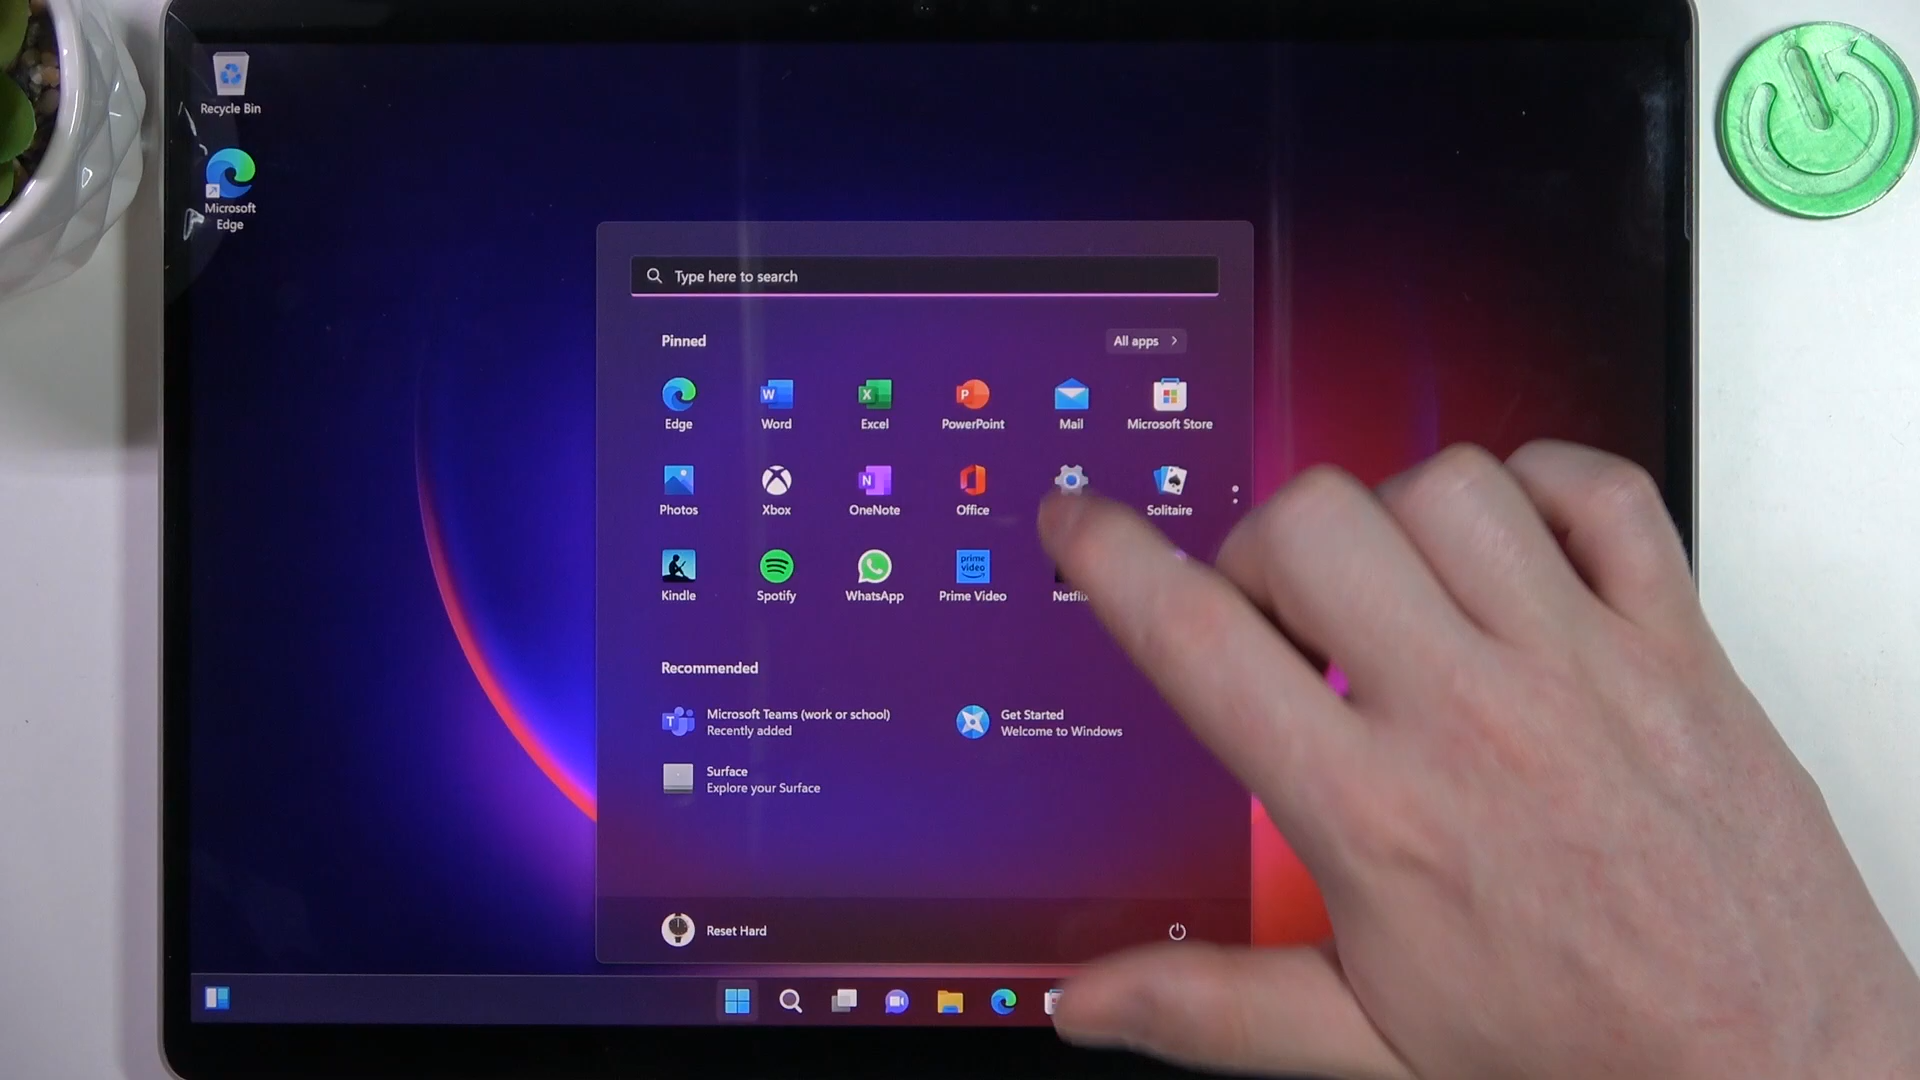 Recycle Bin
Microsoft
Edge
Type here to search
Pinned
All apps
Edge
Word
Excel
PowerPoint
Mail
Microsoft Store
Photos
Xbox
OneNote
Office
Solitaire
Kindle
Spotify
WhatsApp
prime
video
Prime Video
Netflix
Recommended
Microsoft Teams (work or school)
Recently added
Get Started
Welcome to Windows
Surface
Explore your Surface
Reset Hard